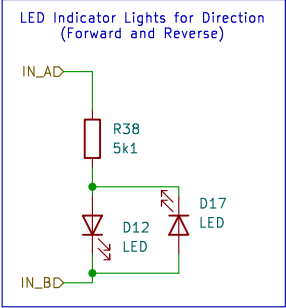 LED Indicator Lights for Direction
(Forward and Reverse)
IN_A
R38
5k1
D17
LED
D12
LED
IN_B